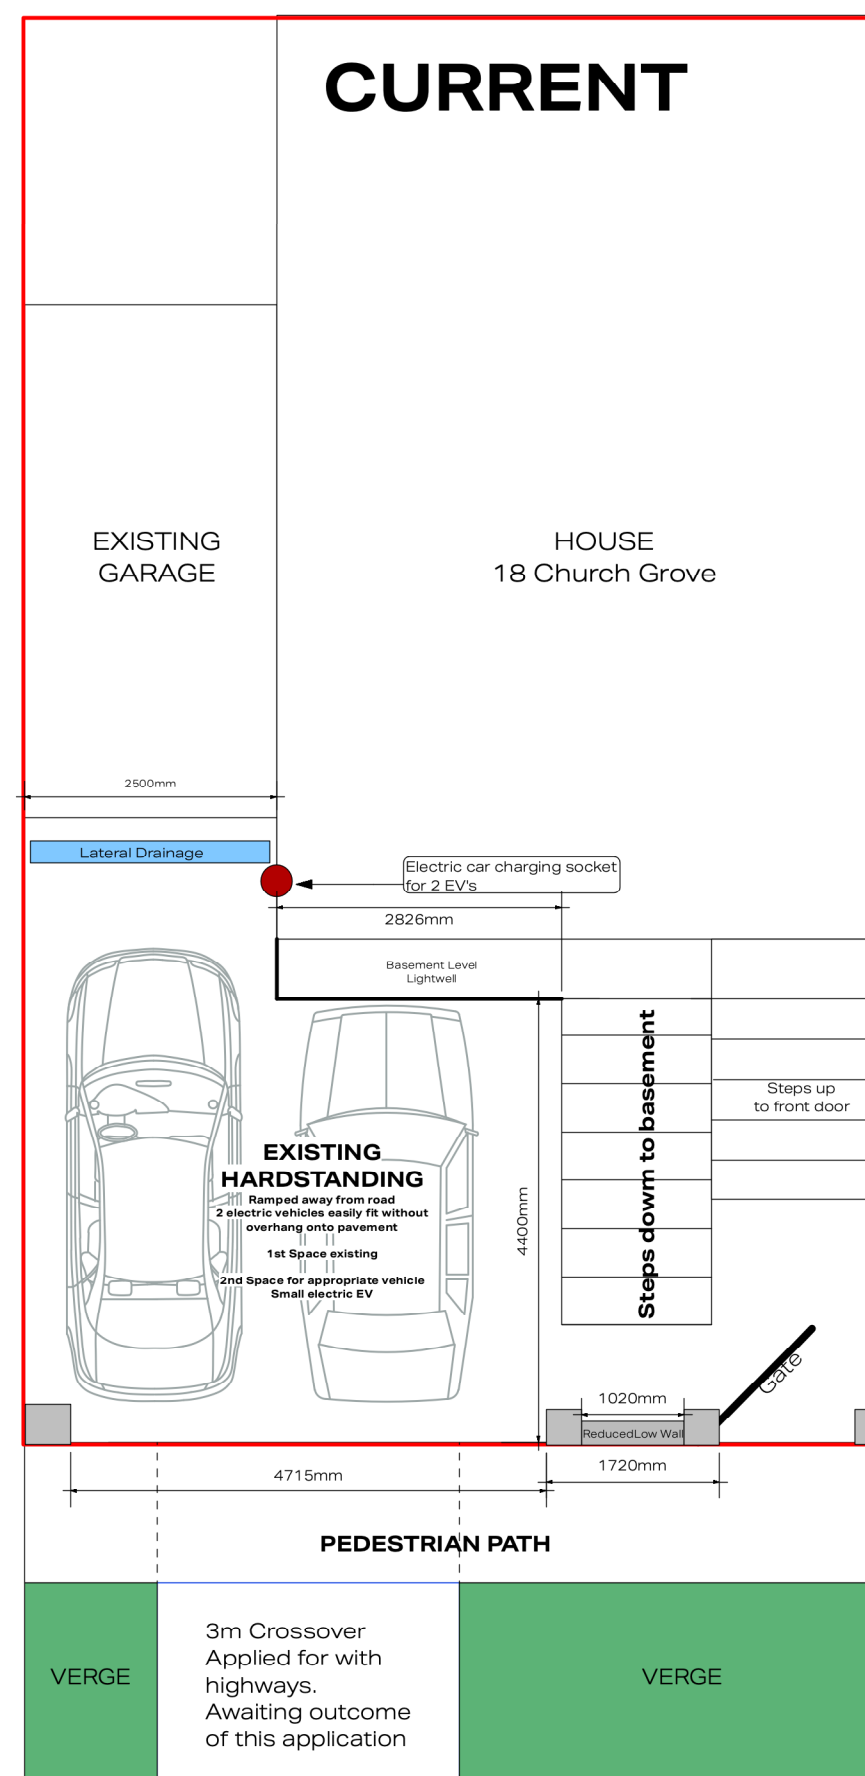 CURRENT
EXISTING
GARAGE
HOUSE
18 Church Grove
2500mm
Lateral Drainage
Electric car charging socket
for 2 EV's
2826mm
Basement Level
Lightwell
Steps dowm to basement
Steps up
to front door
EXISTING
HARDSTANDING
Ramped away from road
2 electric vehicles easily fit without
overhang onto pavement
1st Space existing
2nd Space for appropriate vehicle
Small electric EV
4400mm
Gate
1020mm
ReducedLow Wall
4715mm
1720mm
PEDESTRIAN PATH
VERGE
3m Crossover
Applied for with
highways.
Awaiting outcome
of this application
VERGE